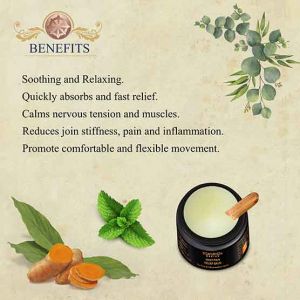 BENEFITS
Soothing and Relaxing.
Quickly absorbs and fast relief.
Calms nervous tension and muscles.
Reduces join stiffness, pain and inflammation.
Promote comfortable and flexible movement.